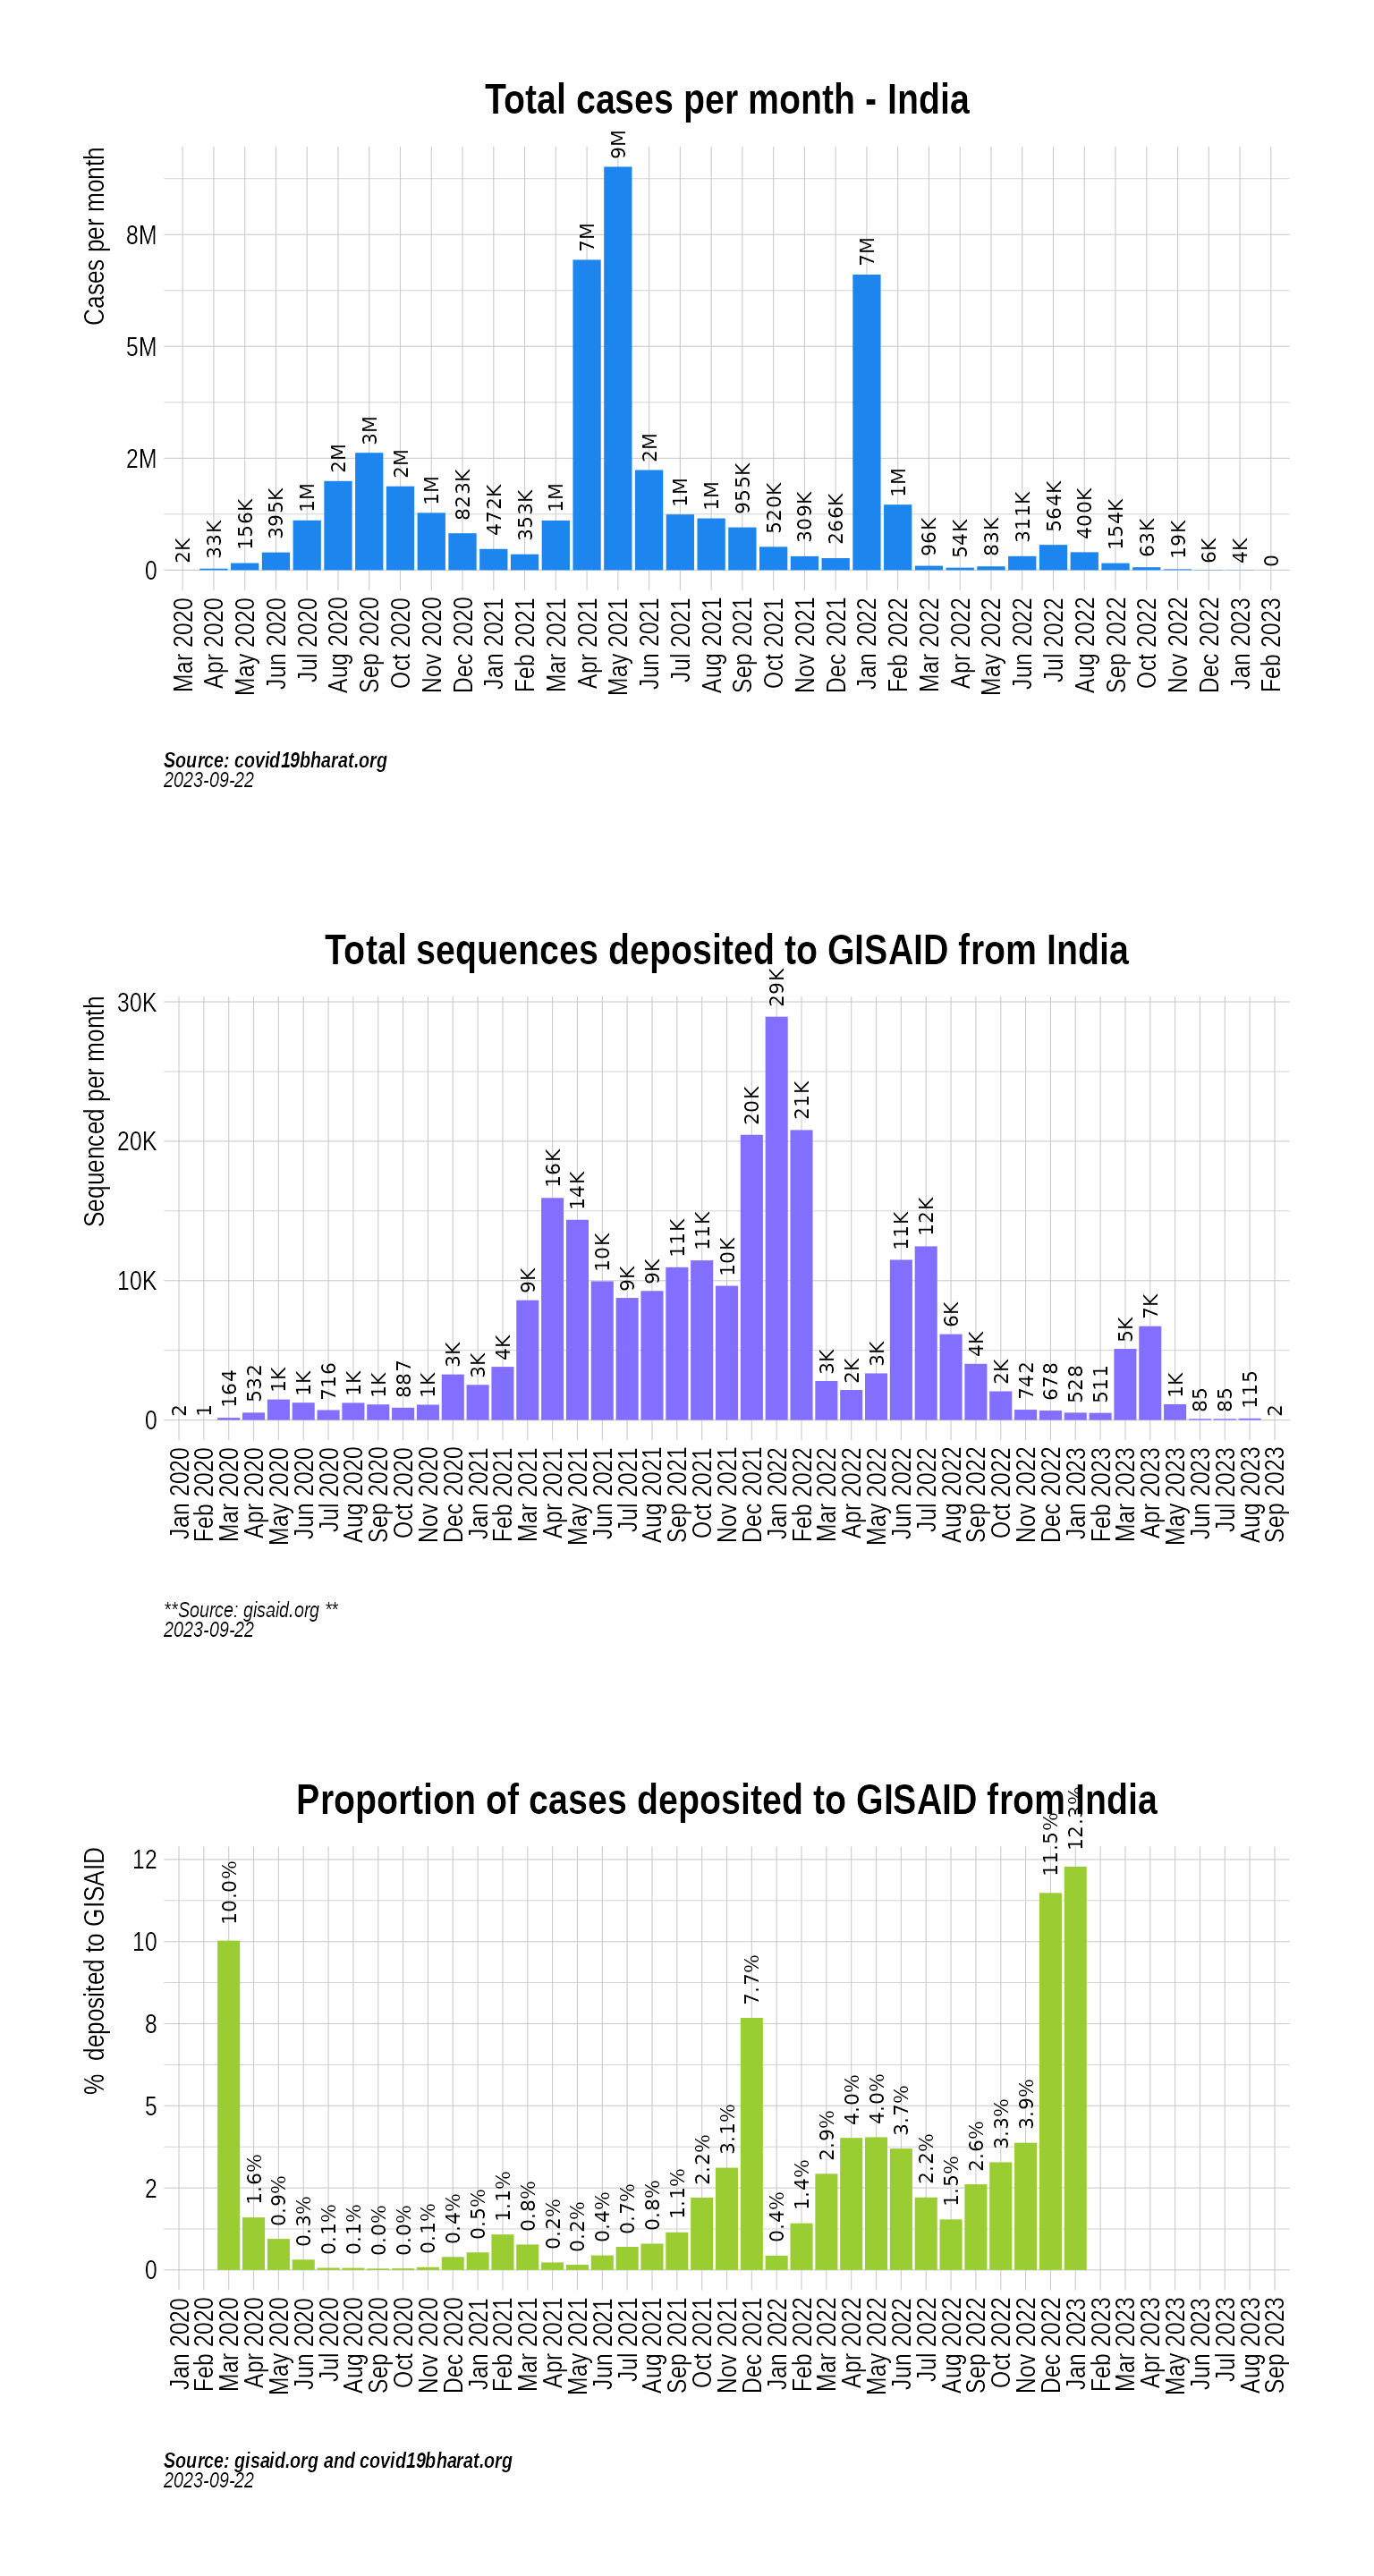 Total cases per month - India
Cases per month
8M
5M
2M
0
2K 33K 156K 395K 1M 2M 3M 2M 1M 823K 472K 353K 1M 7M 9M 2M 1M 1M 955K 520K 309K 266K 7M 1M 96K 54K 83K 311K 564K 400K 154K 63K 19K 6K 4K 0
Mar 2020 Apr 2020 May 2020 Jun 2020 Jul 2020 Aug 2020 Sep 2020 Oct 2020 Nov 2020 Dec 2020 Jan 2021 Feb 2021 Mar 2021 Apr 2021 May 2021 Jun 2021 Jul 2021 Aug 2021 Sep 2021 Oct 2021 Nov 2021 Dec 2021 Jan 2022 Feb 2022 Mar 2022 Apr 2022 May 2022 Jun 2022 Jul 2022 Aug 2022 Sep 2022 Oct 2022 Nov 2022 Dec 2022 Jan 2023 Feb 2023
Source: covid19bharat.org
2023-09-22
Total sequences deposited to GISAID from India
Sequenced per month
30K
20K
10K
0
2 1 164 532 1K 1K 716 1K 1K 887 1K 3K 3K 4K 9K 16K 14K 10K 9K 9K 11K 11K 10K 20K 29K 21K 3K 2K 3K 11K 12K 6K 4K 2K 742 678 528 511 5K 7K 1K 85 85 115 2
Jan 2020 Feb 2020 Mar 2020 Apr 2020 May 2020 Jun 2020 Jul 2020 Aug 2020 Sep 2020 Oct 2020 Nov 2020 Dec 2020 Jan 2021 Feb 2021 Mar 2021 Apr 2021 May 2021 Jun 2021 Jul 2021 Aug 2021 Sep 2021 Oct 2021 Nov 2021 Dec 2021 Jan 2022 Feb 2022 Mar 2022 Apr 2022 May 2022 Jun 2022 Jul 2022 Aug 2022 Sep 2022 Oct 2022 Nov 2022 Dec 2022 Jan 2023 Feb 2023 Mar 2023 Apr 2023 May 2023 Jun 2023 Jul 2023 Aug 2023 Sep 2023
**Source: gisaid.org **
2023-09-22
Proportion of cases deposited to GISAID from India
% deposited to GISAID
12
10
8
5
2
0
10.0% 1.6% 0.9% 0.3% 0.1% 0.1% 0.0% 0.0% 0.1% 0.4% 0.5% 1.1% 0.8% 0.2% 0.2% 0.4% 0.7% 0.8% 1.1% 2.2% 3.1% 7.7% 0.4% 1.4% 2.9% 4.0% 4.0% 3.7% 2.2% 1.5% 2.6% 3.3% 3.9% 11.5% 12.3%
Jan 2020 Feb 2020 Mar 2020 Apr 2020 May 2020 Jun 2020 Jul 2020 Aug 2020 Sep 2020 Oct 2020 Nov 2020 Dec 2020 Jan 2021 Feb 2021 Mar 2021 Apr 2021 May 2021 Jun 2021 Jul 2021 Aug 2021 Sep 2021 Oct 2021 Nov 2021 Dec 2021 Jan 2022 Feb 2022 Mar 2022 Apr 2022 May 2022 Jun 2022 Jul 2022 Aug 2022 Sep 2022 Oct 2022 Nov 2022 Dec 2022 Jan 2023 Feb 2023 Mar 2023 Apr 2023 May 2023 Jun 2023 Jul 2023 Aug 2023 Sep 2023
Source: gisaid.org and covid19bharat.org
2023-09-22